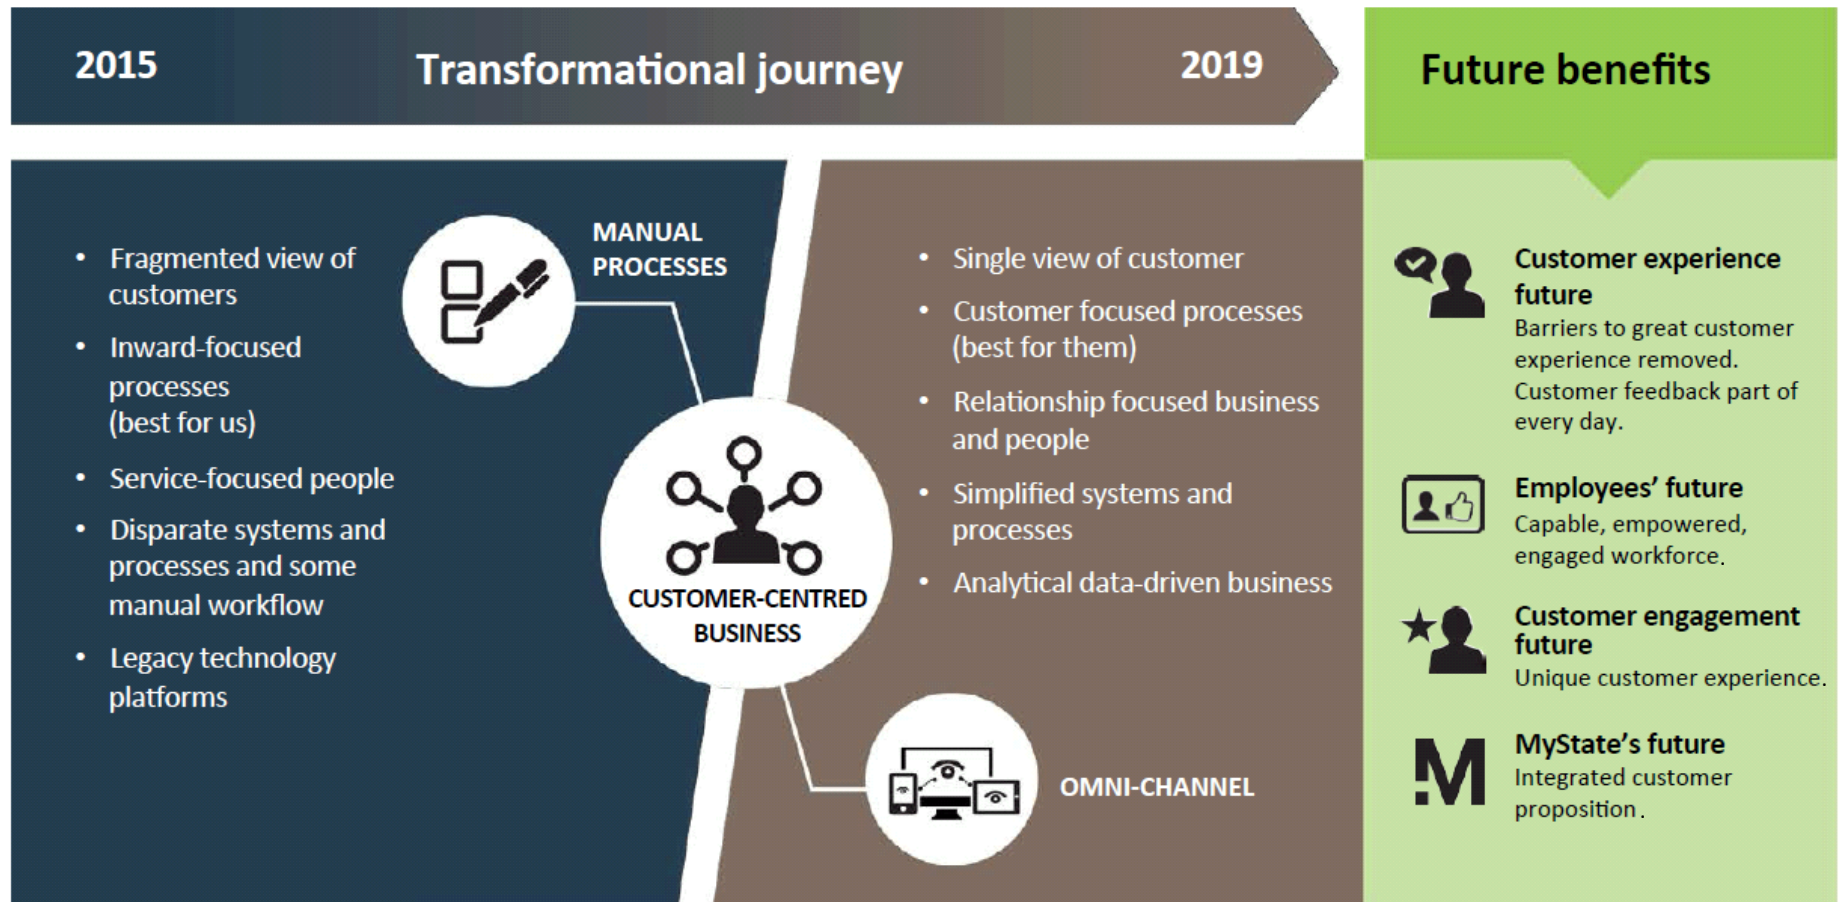 2015
Transformational journey
2019
Future benefits
• Fragmented view of
customers
• Inward-focused
processes
(best for us)
• Service-focused people
• Disparate systems and
processes and some
manual workflow
• Legacy technology
platforms
MANUAL
PROCESSES
CUSTOMER-CENTRED
BUSINESS
OMNI-CHANNEL
• Single view of customer
• Customer focused processes
(best for them)
• Relationship focused business
and people
• Simplified systems and
processes
• Analytical data-driven business
Customer experience
future
Barriers to great customer
experience removed.
Customer feedback part of
every day.
Employees’ future
Capable, empowered,
engaged workforce.
Customer engagement
future
Unique customer experience.
M
MyState’s future
Integrated customer
proposition.